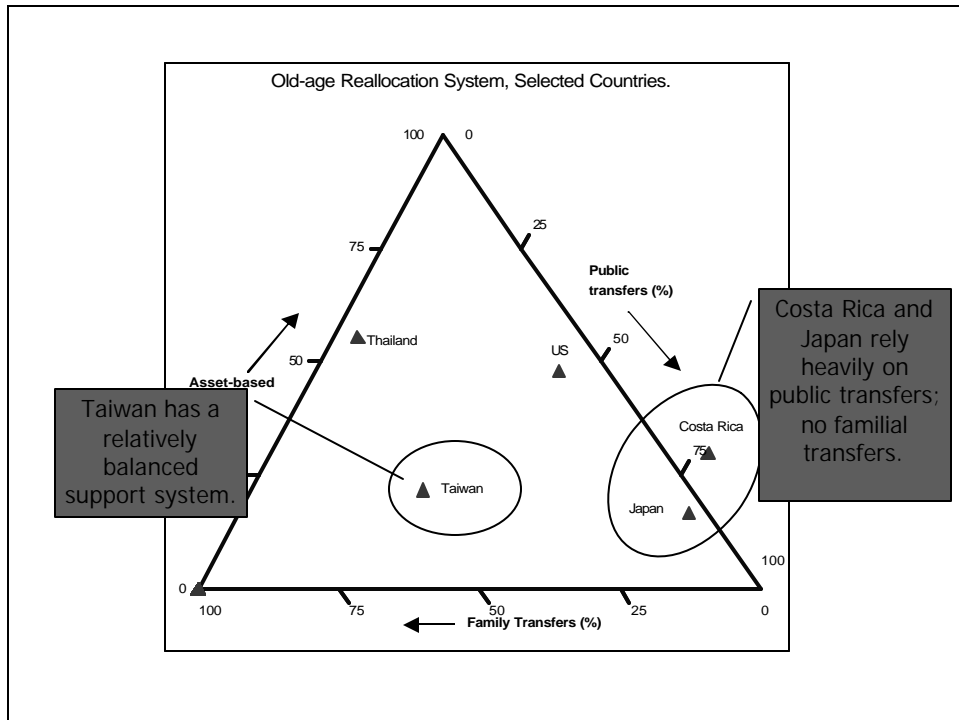 Old-age Reallocation System, Selected Countries.
100
0
25
75
Public
transfers (%)
Costa Rica and
Japan rely
heavily on
public transfers;
no familial
transfers.
Thailand
US
50
50
Asset-based
Taiwan has a
relatively
balanced
support system.
Costa Rica
75
Taiwan
Japan
100
0
100
75
50
25
0
Family Transfers (%)